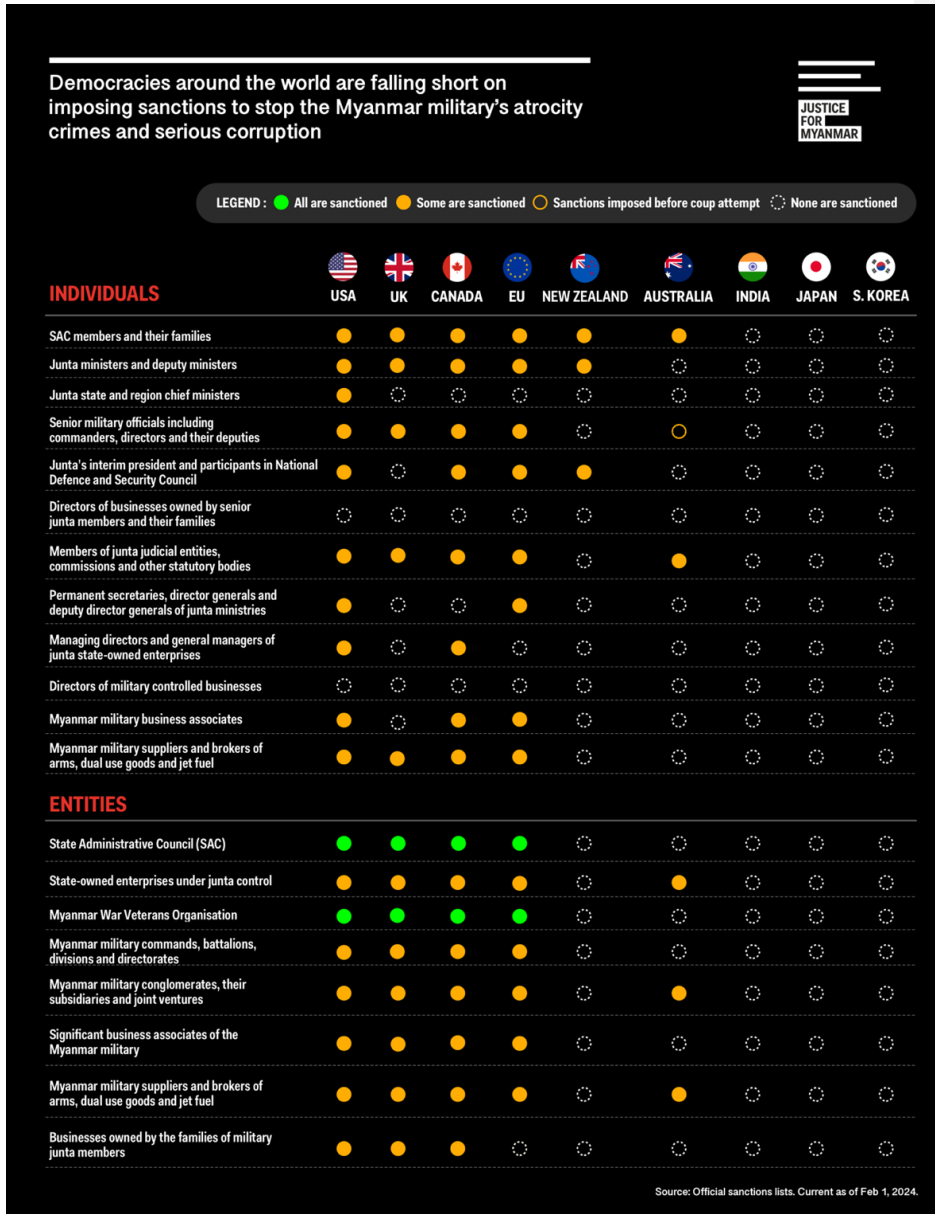 Democracies around the world are falling short on
imposing sanctions to stop the Myanmar military's atrocity
crimes and serious corruption
JUSTICE
FOR
MYANMAR
LEGEND : All are sanctioned Some are sanctioned Sanctions imposed before coup attempt None are sanctioned
INDIVIDUALS USA UK CANADA EU NEW ZEALAND AUSTRALIA INDIA JAPAN S. KOREA
SAC members and their families
Junta ministers and deputy ministers
Junta state and region chief ministers
Senior military officials including
commanders, directors and their deputies
Junta's interim president and participants in National
Defence and Security Council
Directors of businesses owned by senior
junta members and their families
Members of junta judicial entities,
commissions and other statutory bodies
Permanent secretaries, director generals and
deputy director generals of junta ministries
Managing directors and general managers of
junta state-owned enterprises
Directors of military controlled businesses
Myanmar military business associates
Myanmar military suppliers and brokers of
arms, dual use goods and jet fuel
ENTITIES
State Administrative Council (SAC)
State-owned enterprises under junta control
Myanmar War Veterans Organisation
Myanmar military commands, battalions,
divisions and directorates
Myanmar military conglomerates, their
subsidiaries and joint ventures
Significant business associates of the
Myanmar military
Myanmar military suppliers and brokers of
arms, dual use goods and jet fuel
Businesses owned by the families of military
junta members
Source: Official sanctions lists. Current as of Feb 1, 2024.